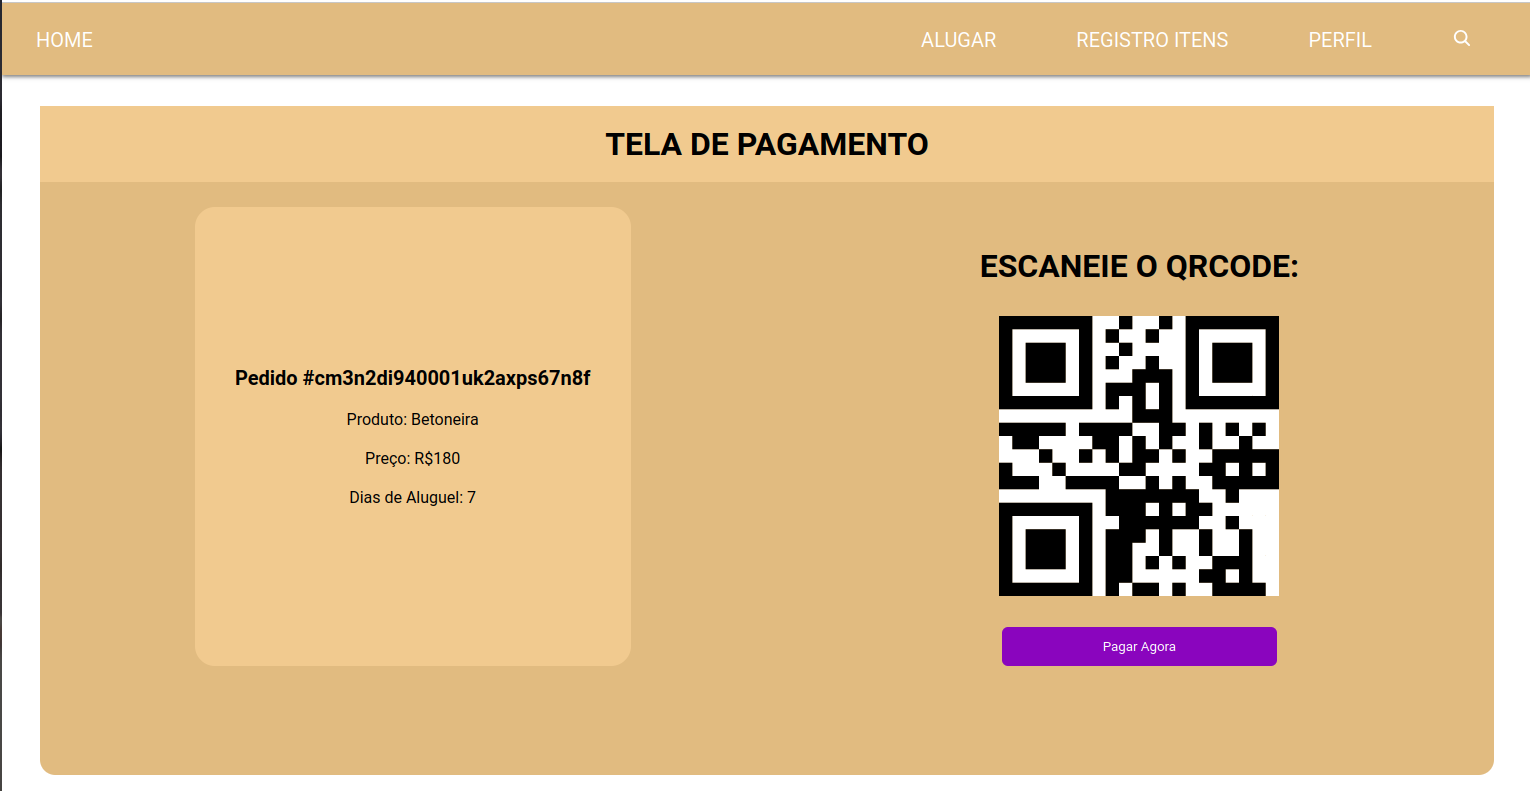 HOME
ALUGAR
REGISTRO ITENS
PERFIL
TELA DE PAGAMENTO
Pedido #cm3n2di940001uk2axps67n8f
Produto: Betoneira
Preço: R$180
Dias de Aluguel: 7
ESCANEIE O QRCODE:
Pagar Agora